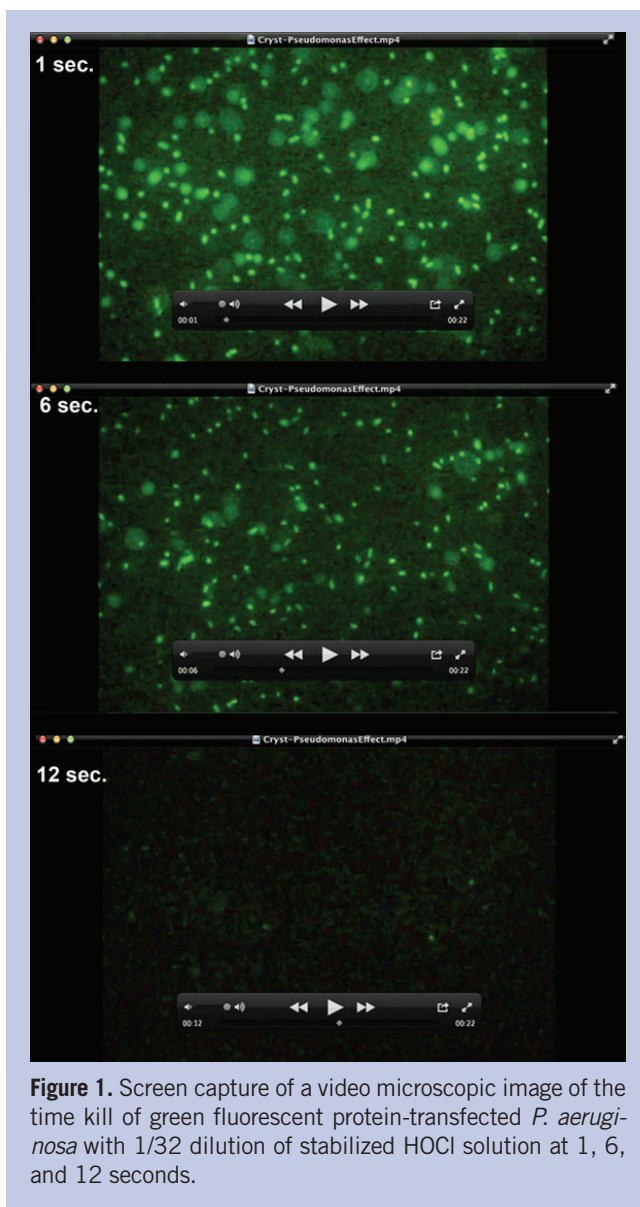 Cryst-PseudomonasEffect.mp4
1 sec.
00:01 00:22
Cryst-PseudomonasEffect.mp4
6 sec.
00:06 00:22
Cryst-PseudomonasEffect.mp4
12 sec.
00:12 00:22
Figure 1. Screen capture of a video microscopic image of the
time kill of green fluorescent protein-transfected P. aerugi-
nosa with 1/32 dilution of stabilized HOCl solution at 1, 6,
and 12 seconds.